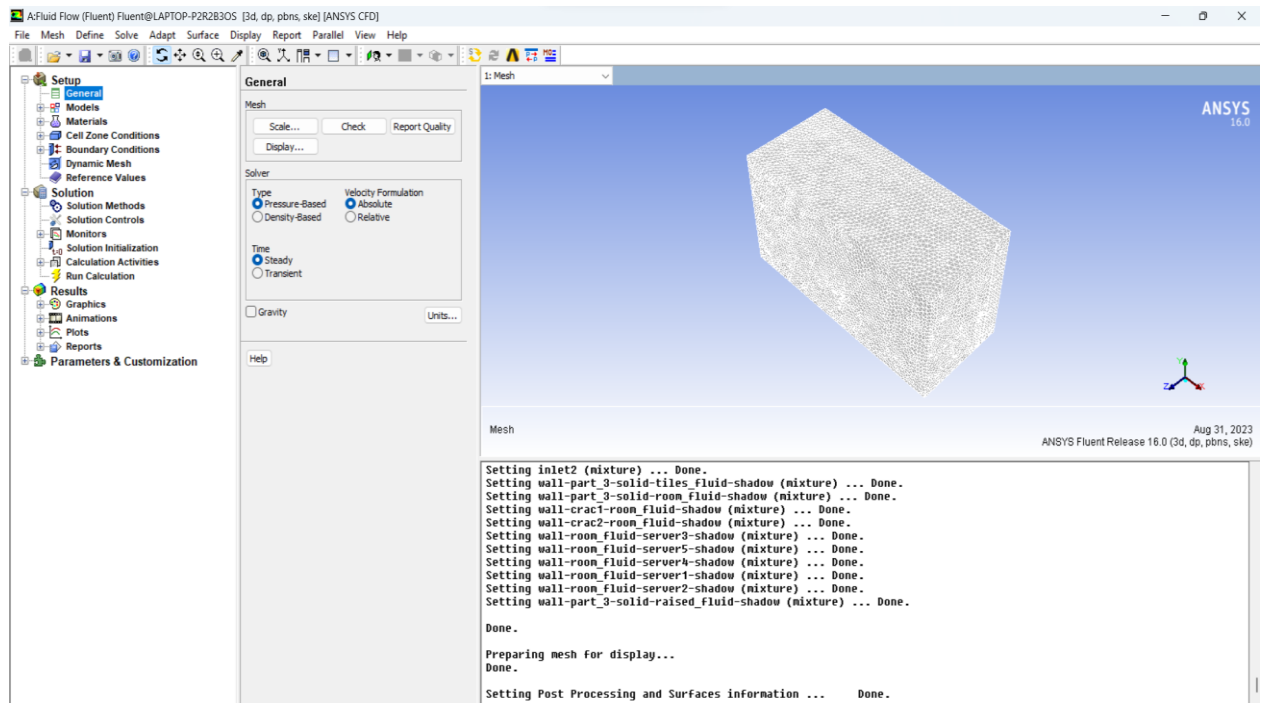 A:Fluid Flow (Fluent) Fluent@LAPTOP-P2R2B3OS [3d, dp, pbns, ske] [ANSYS CFD]
File Mesh Define Solve Adapt Surface Display Report Parallel View Help
Setup
General
Models
Materials
Cell Zone Conditions
Boundary Conditions
Dynamic Mesh
Reference Values
Solution
Solution Methods
Solution Controls
Monitors
Solution Initialization
Calculation Activities
Run Calculation
Results
Graphics
Animations
Plots
Reports
Parameters & Customization
General
Mesh
Scale... Check Report Quality
Display...
Solver
Type Velocity Formulation
Pressure-Based Absolute
Density-Based Relative
Time
Steady
Transient
Gravity Units...
Help
1: Mesh
ANSYS
16.0
Y
Z X
Mesh Aug 31, 2023
ANSYS Fluent Release 16.0 (3d, dp, pbns, ske)
Setting inlet2 (mixture) ... Done.
Setting wall-part_3-solid-tiles_fluid-shadow (mixture) ... Done.
Setting wall-part_3-solid-room_fluid-shadow (mixture) ... Done.
Setting wall-crac1-room_fluid-shadow (mixture) ... Done.
Setting wall-crac2-room_fluid-shadow (mixture) ... Done.
Setting wall-room_fluid-server3-shadow (mixture) ... Done.
Setting wall-room_fluid-server5-shadow (mixture) ... Done.
Setting wall-room_fluid-server4-shadow (mixture) ... Done.
Setting wall-room_fluid-server1-shadow (mixture) ... Done.
Setting wall-room_fluid-server2-shadow (mixture) ... Done.
Setting wall-part_3-solid-raised_fluid-shadow (mixture) ... Done.
Done.
Preparing mesh for display...
Done.
Setting Post Processing and Surfaces information ... Done.